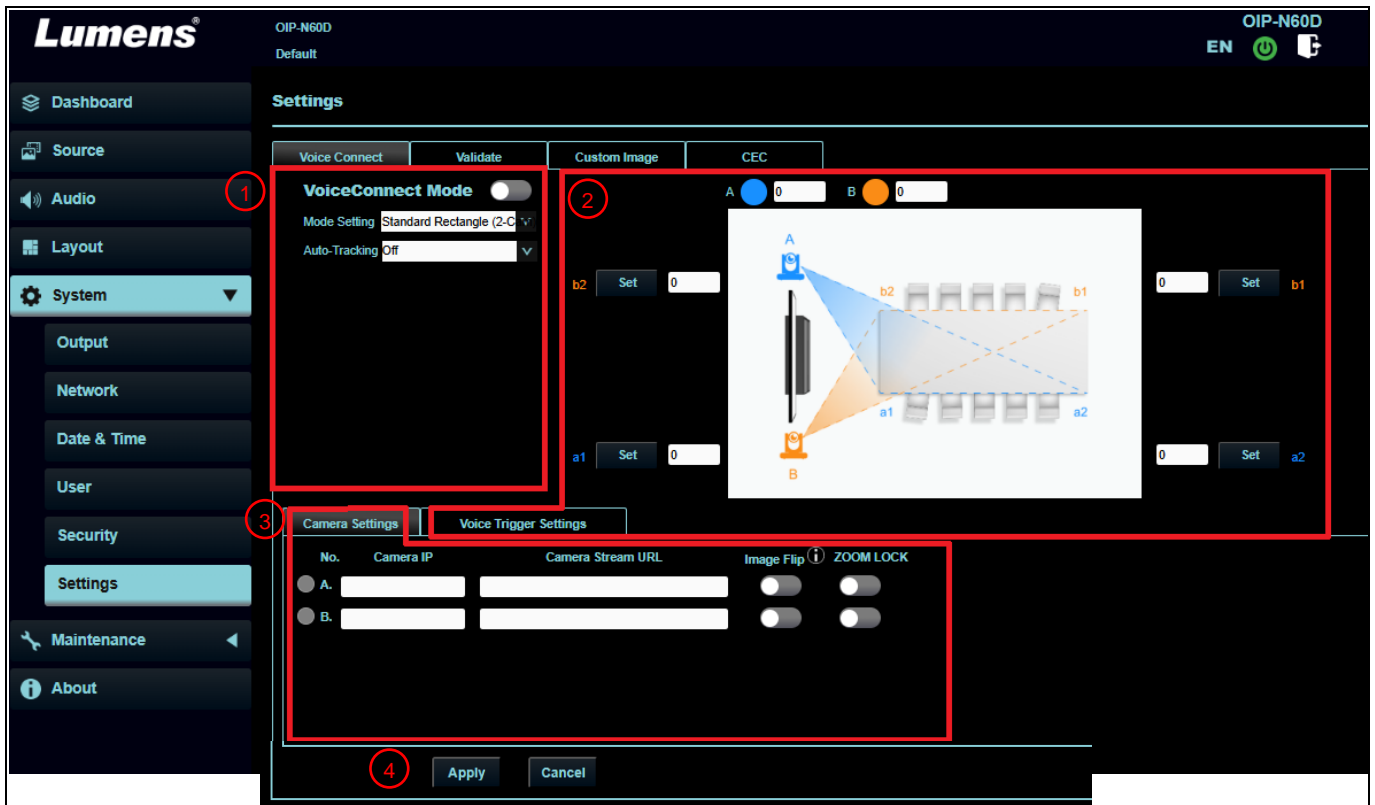 Lumens®
OIP-N60D
Default
OIP-N60D
EN
Dashboard
Source
Audio
Layout
System
Output
Network
Date & Time
User
Security
Settings
Maintenance
About
Settings
Voice Connect Validate Custom Image CEC
1
VoiceConnect Mode
Mode Setting Standard Rectangle (2-C
Auto-Tracking Off
2
A 0 B 0
b2 Set 0
0 Set b1
a1 Set 0
0 Set a2
A
b2 b1
a1 a2
B
3
Camera Settings Voice Trigger Settings
No. Camera IP Camera Stream URL Image Flip i ZOOM LOCK
A.
B.
4
Apply Cancel